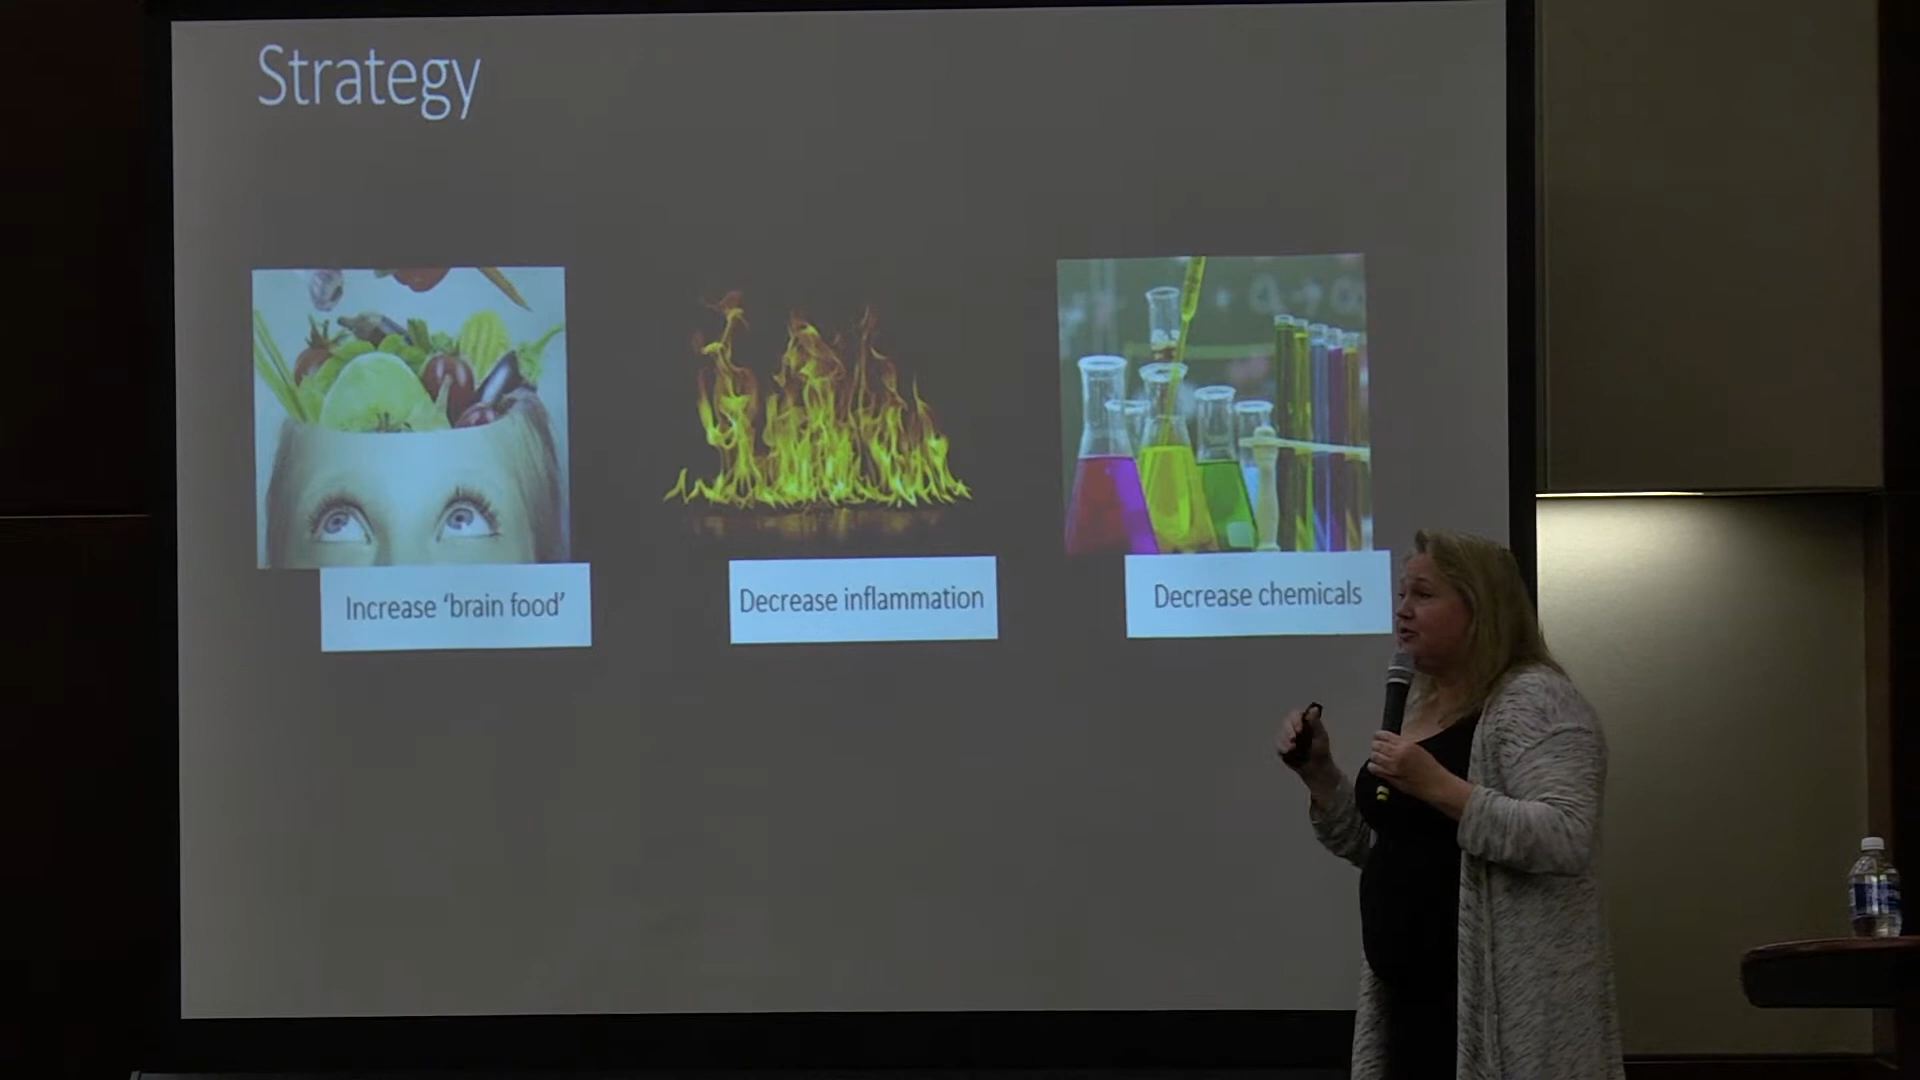 Strategy
Increase ‘brain food’
Decrease inflammation
Decrease chemicals